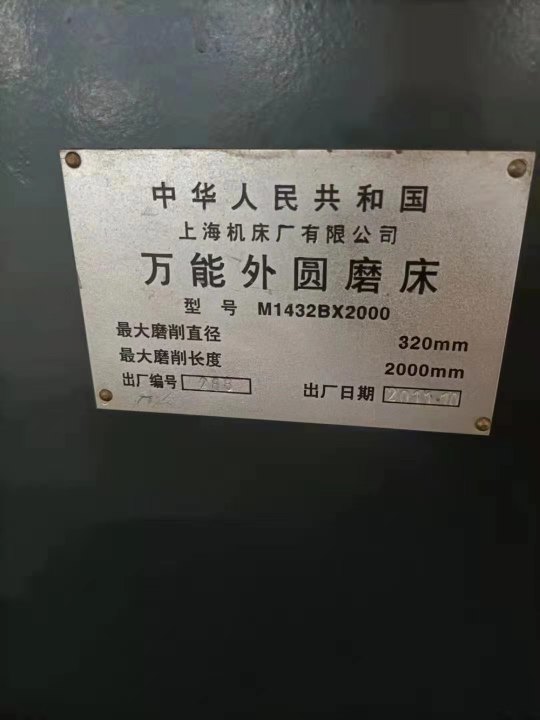 中华人民共和国
上海机床厂有限公司
万能外圆磨床
型号 M1432BX2000
最大磨削直径 320mm
最大磨削长度 2000mm
出厂编号 出厂日期 2011.10